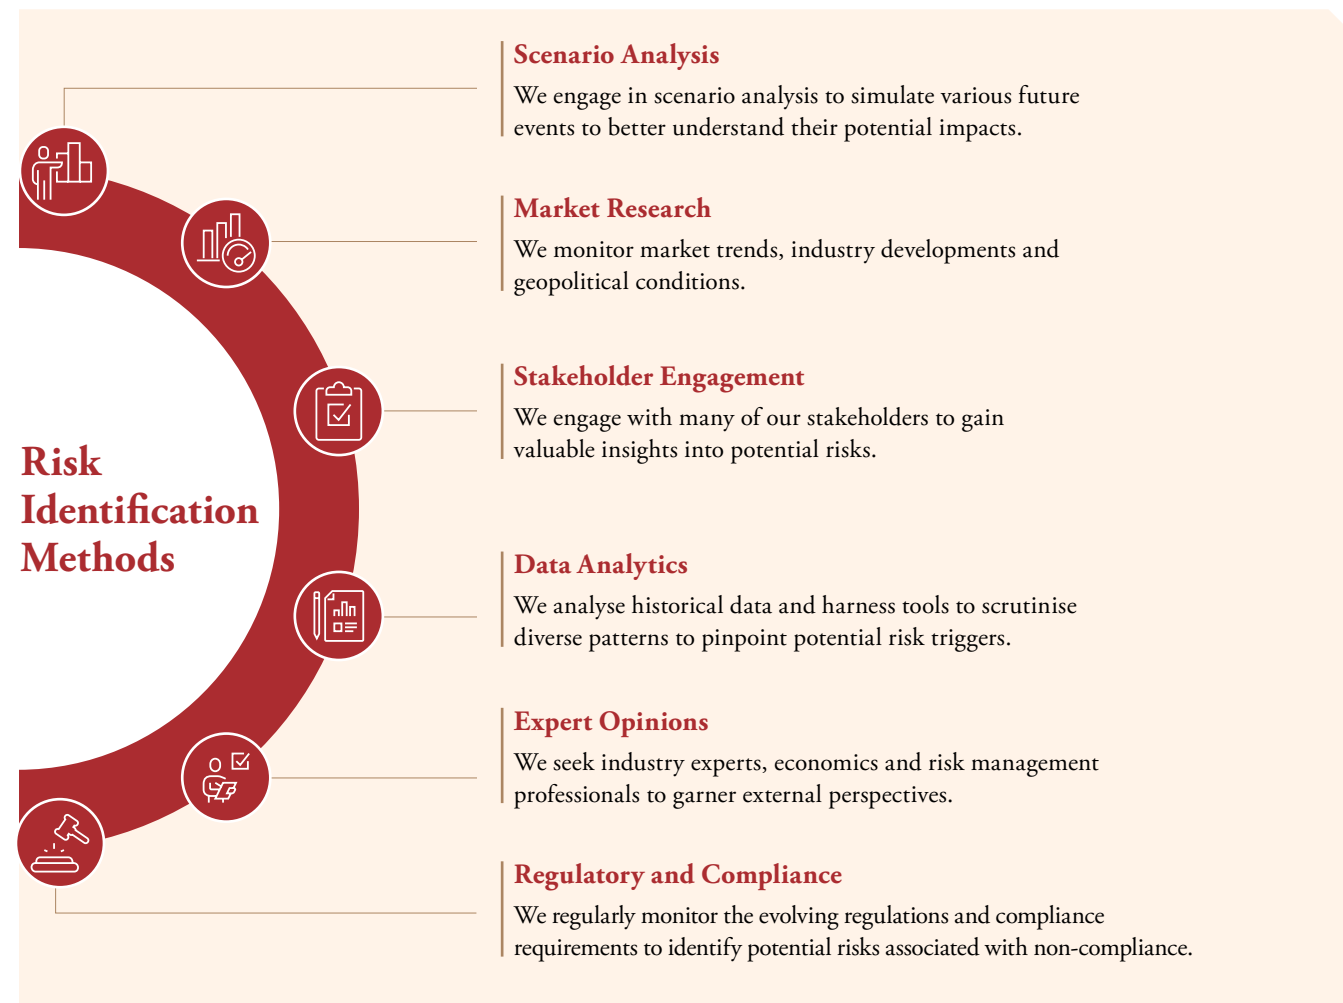 Scenario Analysis
We engage in scenario analysis to simulate various future
events to better understand their potential impacts.
Market Research
We monitor market trends, industry developments and
geopolitical conditions.
Stakeholder Engagement
We engage with many of our stakeholders to gain
valuable insights into potential risks.
Risk
Identification
Methods
Data Analytics
We analyse historical data and harness tools to scrutinise
diverse patterns to pinpoint potential risk triggers.
Expert Opinions
We seek industry experts, economics and risk management
professionals to garner external perspectives.
Regulatory and Compliance
We regularly monitor the evolving regulations and compliance
requirements to identify potential risks associated with non-compliance.